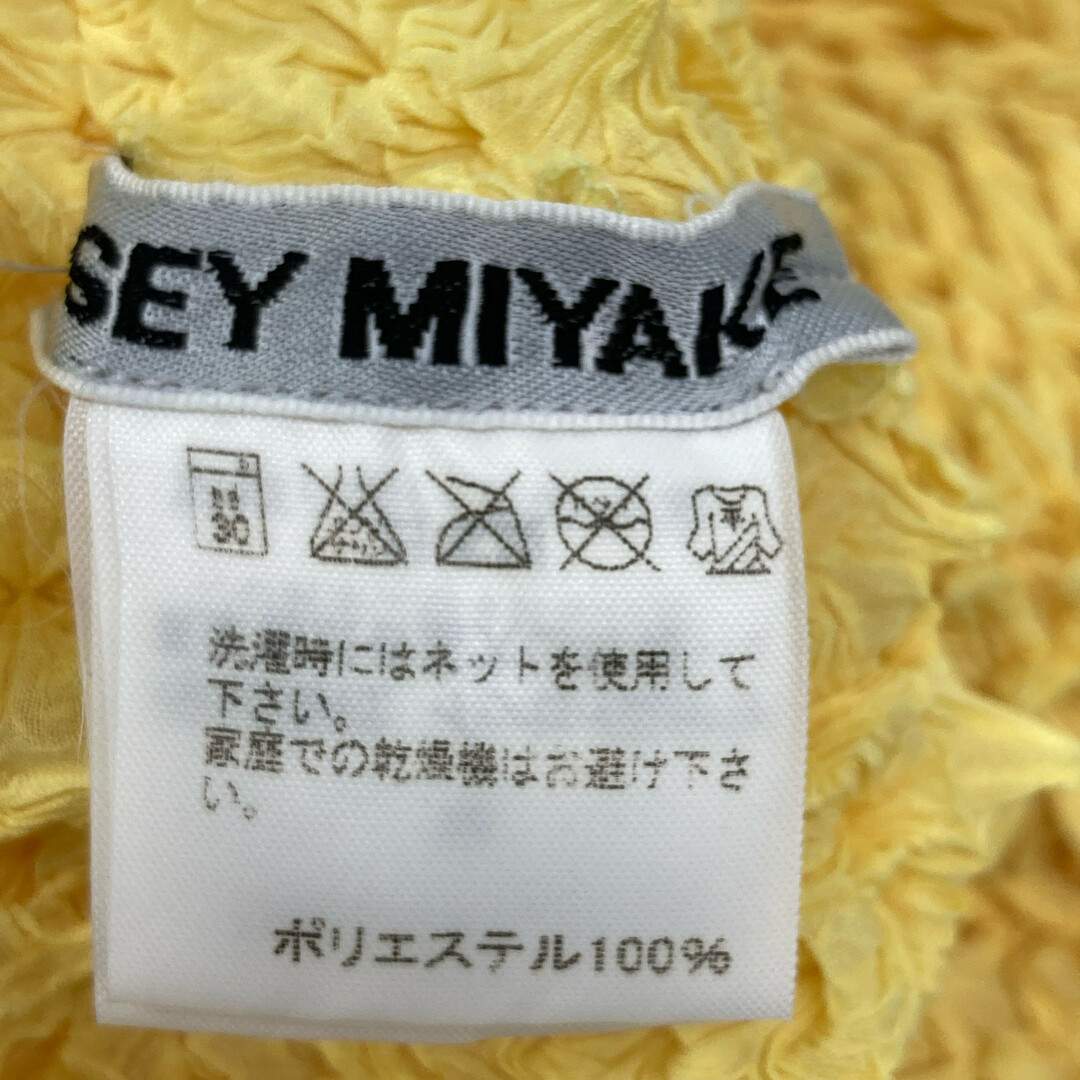 SEY MIYAKE
30
洗濯時にはネットを使用して
下さい。
家庭での乾燥機はお避け下さ
い。
ポリエステル100%